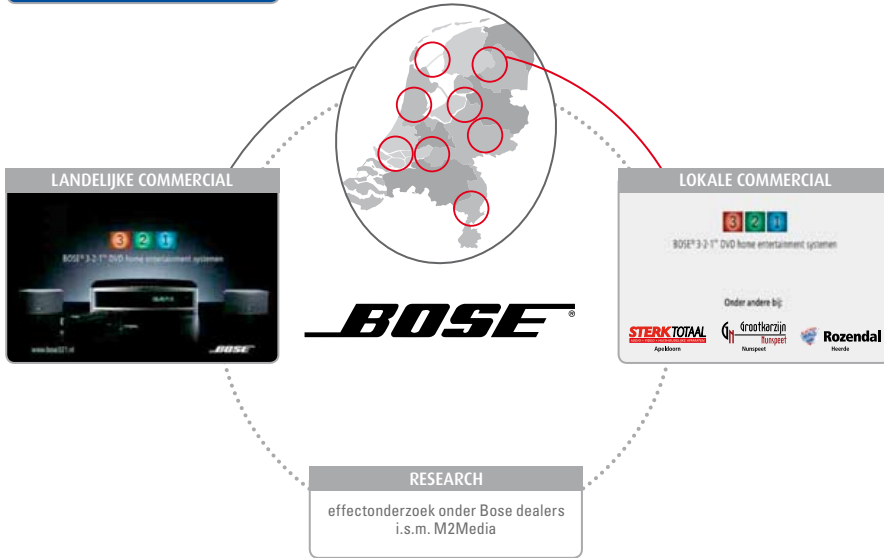 LANDELIJKE COMMERCIAL
3 2 1
BOSE® 3·2·1™ DVD home entertainment systemen
www.bose321.nl
BOSE
BOSE®
LOKALE COMMERCIAL
3 2 1
BOSE® 3·2·1™ DVD home entertainment systemen
Onder andere bij:
STERK TOTAAL
Apeldoorn
GN Grootkarzijn
Nunspeet
Nunspeet
Rozendal
Heerde
RESEARCH
effectonderzoek onder Bose dealers
i.s.m. M2Media